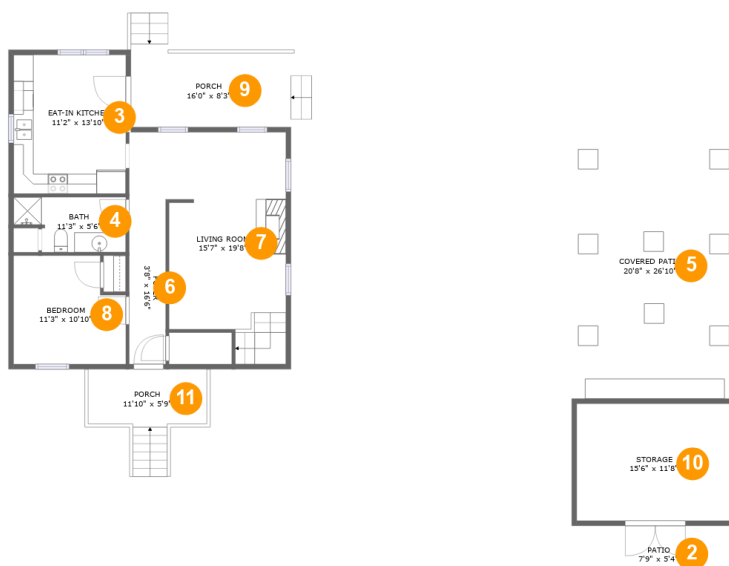 PORCH
16'0" x 8'3"
9
EAT-IN KITCHE
11'2" x 13'10"
3
BATH
11'3" x 5'6"
4
LIVING ROO
15'7" x 19'8"
7
3'8" x 16'6"
6
BEDROOM
11'3" x 10'10"
8
PORCH
11'10" x 5'9"
11
COVERED PATI
20'8" x 26'10"
5
STORAGE
15'6" x 11'8"
10
PATIO
7'9" x 5'4"
2